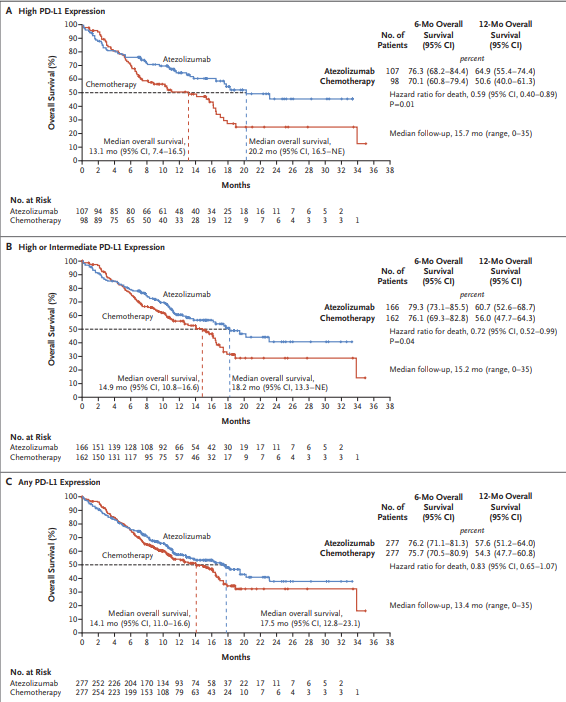 A High PD-L1 Expression
100
90
80
70
60
50
40
30
20
10
0
Overall Survival (%)
Atezolizumab
Chemotherapy
Median overall survival,
13.1 mo (95% CI, 7.4–16.5)
Median overall survival,
20.2 mo (95% CI, 16.5–NE)
0 2 4 6 8 10 12 14 16 18 20 22 24 26 28 30 32 34 36 38
Months
No. of Patients 6-Mo Overall Survival (95% CI) 12-Mo Overall Survival (95% CI)
percent
Atezolizumab 107 76.3 (68.2–84.4) 64.9 (55.4–74.4)
Chemotherapy 98 70.1 (60.8–79.4) 50.6 (40.0–61.3)
Hazard ratio for death, 0.59 (95% CI, 0.40–0.89)
P=0.01
Median follow-up, 15.7 mo (range, 0–35)
No. at Risk
Atezolizumab 107 94 85 80 66 61 48 40 34 25 18 16 11 7 6 5 2
Chemotherapy 98 89 75 65 50 40 33 28 19 12 9 7 6 4 3 3 3 1
B High or Intermediate PD-L1 Expression
100
90
80
70
60
50
40
30
20
10
0
Overall Survival (%)
Atezolizumab
Chemotherapy
Median overall survival,
14.9 mo (95% CI, 10.8–16.6)
Median overall survival,
18.2 mo (95% CI, 13.3–NE)
0 2 4 6 8 10 12 14 16 18 20 22 24 26 28 30 32 34 36 38
Months
No. of Patients 6-Mo Overall Survival (95% CI) 12-Mo Overall Survival (95% CI)
percent
Atezolizumab 166 79.3 (73.1–85.5) 60.7 (52.6–68.7)
Chemotherapy 162 76.1 (69.3–82.8) 56.0 (47.7–64.3)
Hazard ratio for death, 0.72 (95% CI, 0.52–0.99)
P=0.04
Median follow-up, 15.2 mo (range, 0–35)
No. at Risk
Atezolizumab 166 151 139 128 108 92 66 54 42 30 19 17 11 7 6 5 2
Chemotherapy 162 150 131 117 95 75 57 46 32 17 9 7 6 4 3 3 3 1
C Any PD-L1 Expression
100
90
80
70
60
50
40
30
20
10
0
Overall Survival (%)
Atezolizumab
Chemotherapy
Median overall survival,
14.1 mo (95% CI, 11.0–16.6)
Median overall survival,
17.5 mo (95% CI, 12.8–23.1)
0 2 4 6 8 10 12 14 16 18 20 22 24 26 28 30 32 34 36 38
Months
No. of Patients 6-Mo Overall Survival (95% CI) 12-Mo Overall Survival (95% CI)
percent
Atezolizumab 277 76.2 (71.1–81.3) 57.6 (51.2–64.0)
Chemotherapy 277 75.7 (70.5–80.9) 54.3 (47.7–60.8)
Hazard ratio for death, 0.83 (95% CI, 0.65–1.07)
Median follow-up, 13.4 mo (range, 0–35)
No. at Risk
Atezolizumab 277 252 226 204 170 134 93 74 58 37 22 17 11 7 6 5 2
Chemotherapy 277 254 223 199 153 108 79 63 43 24 10 7 6 4 3 3 3 1